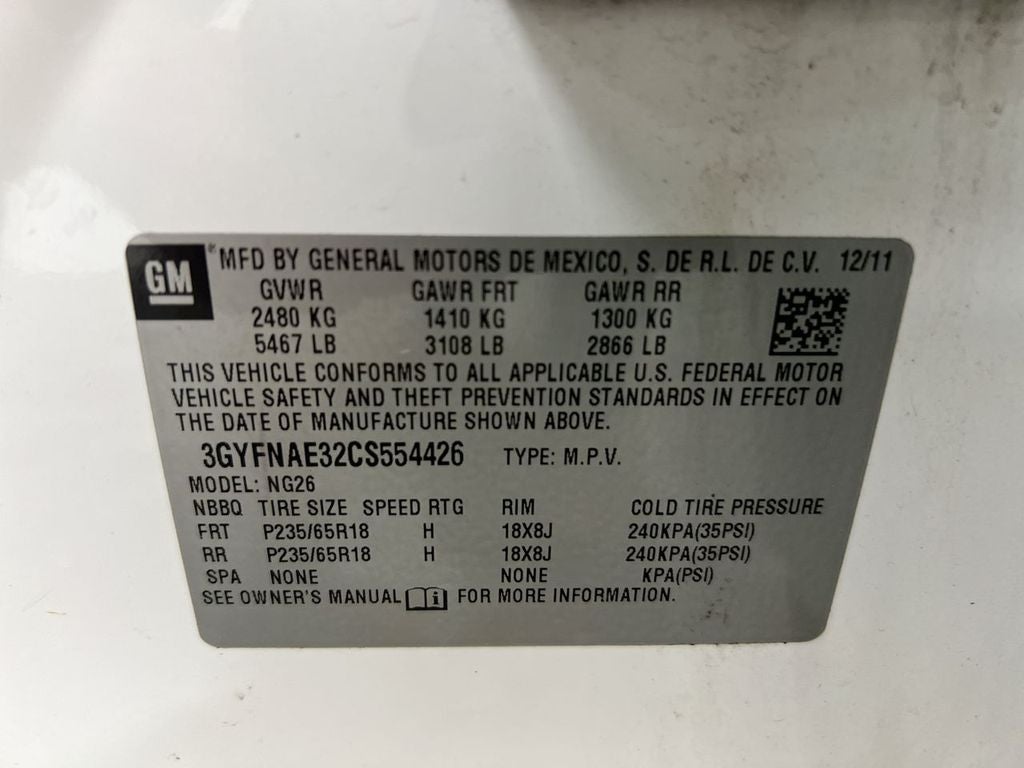 GM
MFD BY GENERAL MOTORS DE MEXICO, S. DE R.L. DE C.V. 12/11
GVWR GAWR FRT GAWR RR
2480 KG 1410 KG 1300 KG
5467 LB 3108 LB 2866 LB
THIS VEHICLE CONFORMS TO ALL APPLICABLE U.S. FEDERAL MOTOR
VEHICLE SAFETY AND THEFT PREVENTION STANDARDS IN EFFECT ON
THE DATE OF MANUFACTURE SHOWN ABOVE.
3GYFNAE32CS554426 TYPE: M.P.V.
MODEL: NG26
NBBQ TIRE SIZE SPEED RTG RIM COLD TIRE PRESSURE
FRT P235/65R18 H 18X8J 240KPA(35PSI)
RR P235/65R18 H 18X8J 240KPA(35PSI)
SPA NONE NONE KPA(PSI)
SEE OWNER'S MANUAL i FOR MORE INFORMATION.